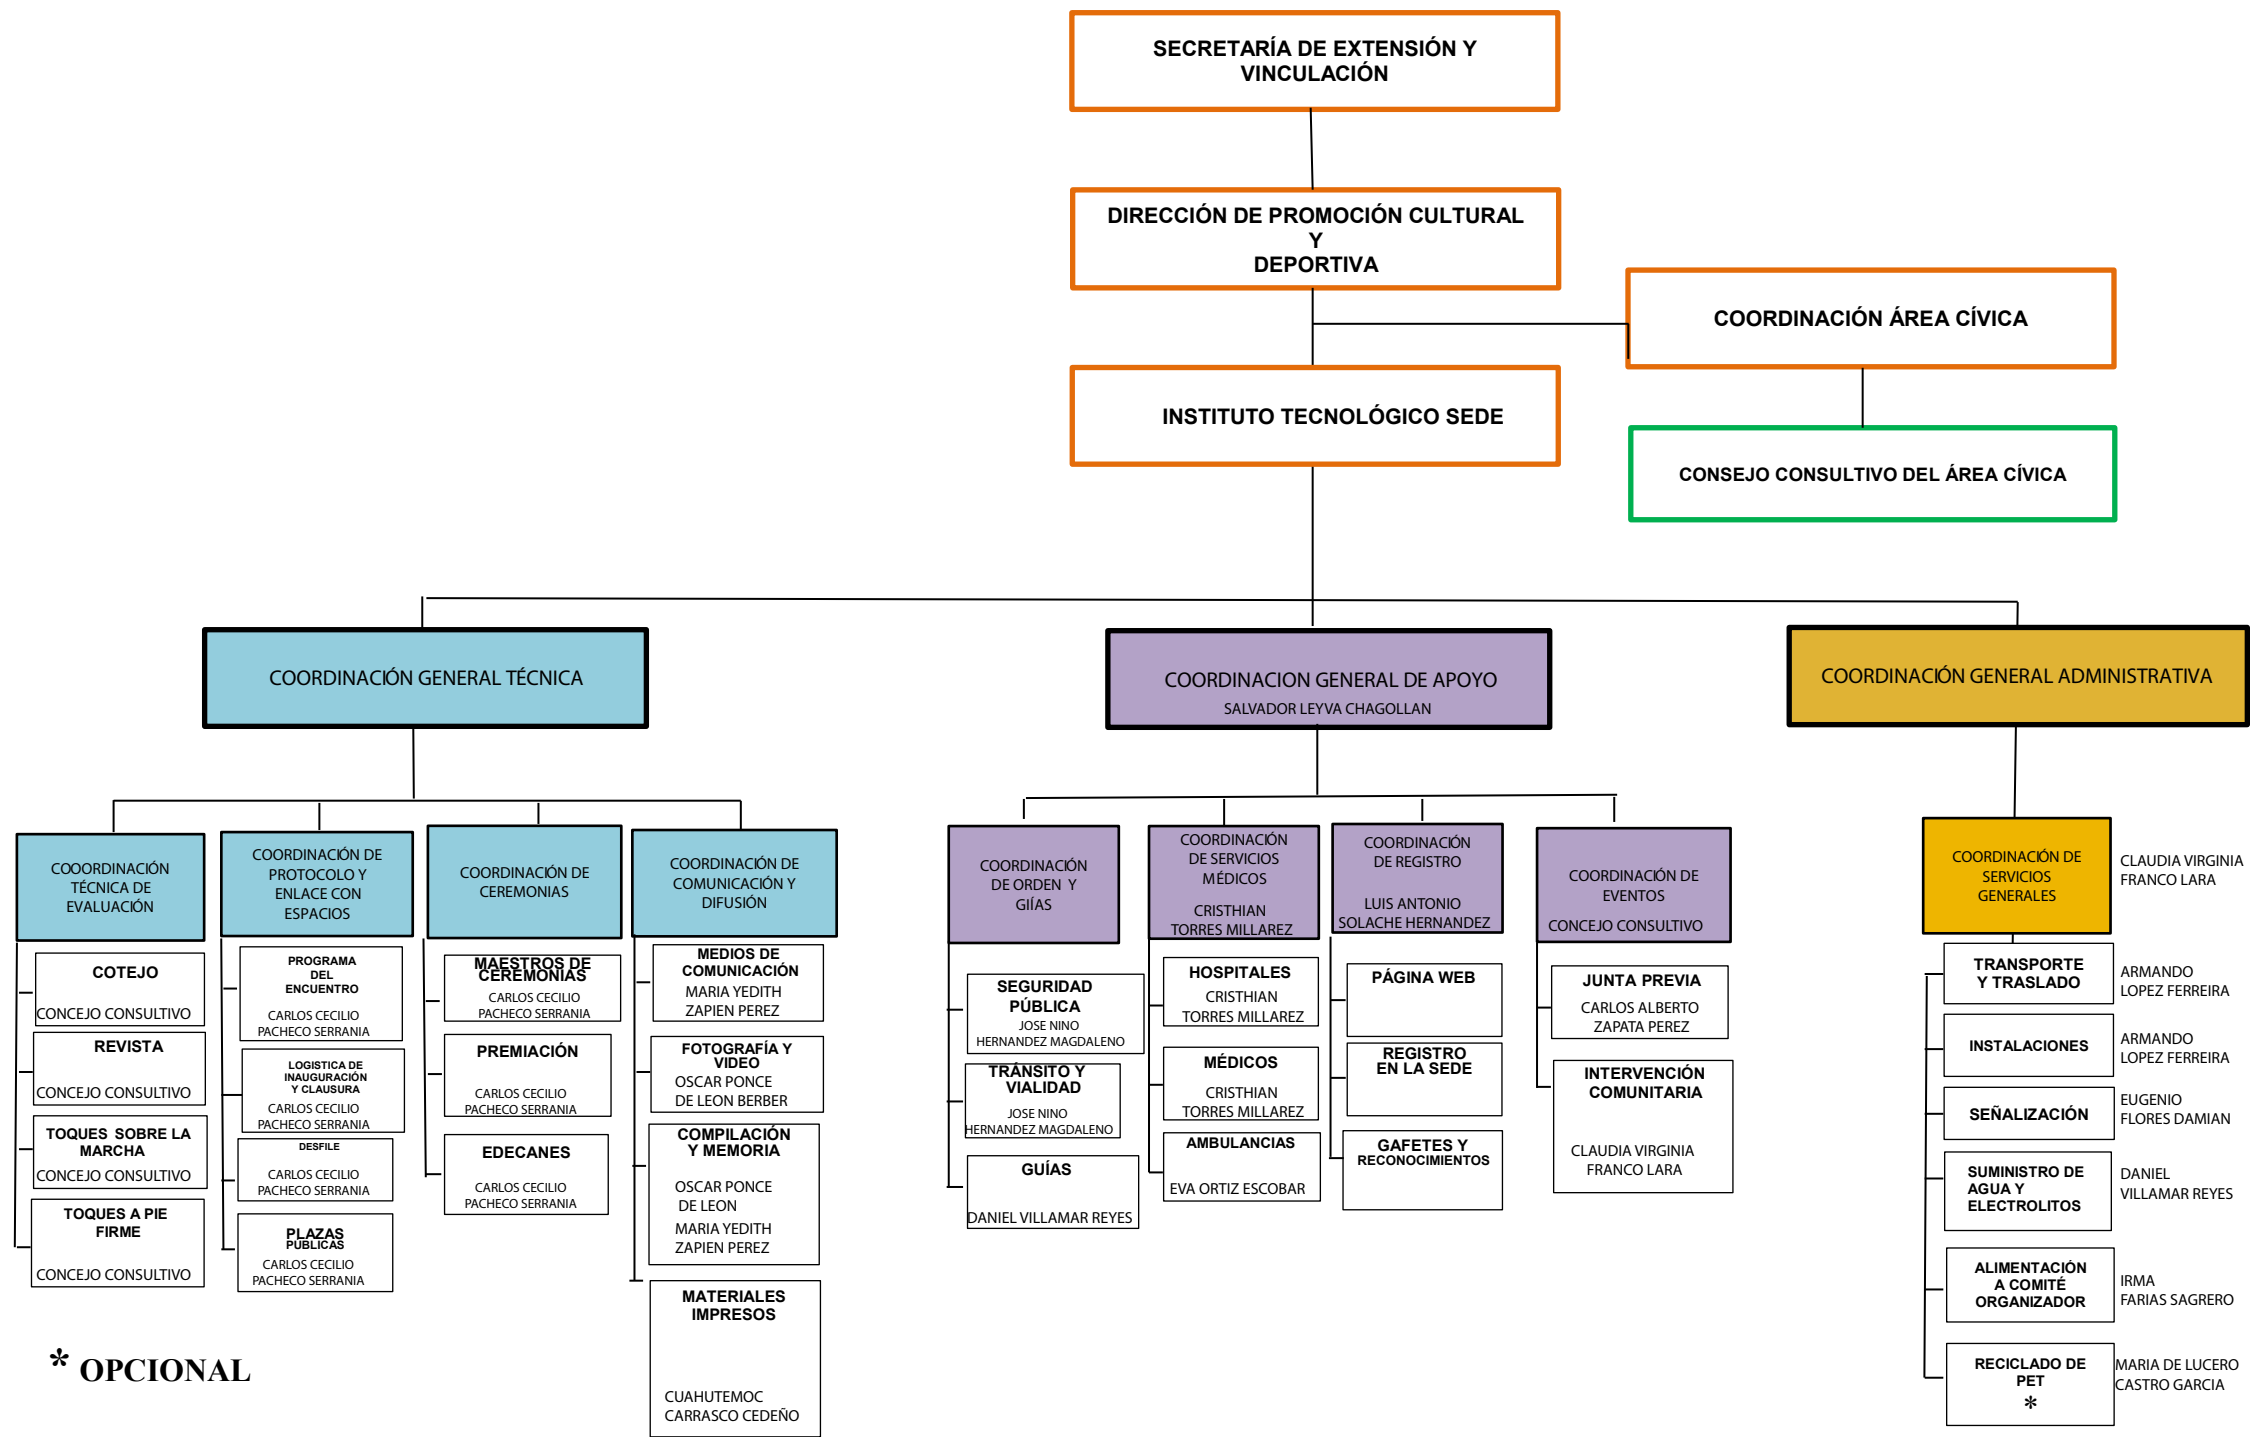 SECRETARÍA DE EXTENSIÓN Y
VINCULACIÓN
DIRECCIÓN DE PROMOCIÓN CULTURAL
Y
DEPORTIVA
COORDINACIÓN ÁREA CÍVICA
INSTITUTO TECNOLÓGICO SEDE
CONSEJO CONSULTIVO DEL ÁREA CÍVICA
COORDINACIÓN GENERAL TÉCNICA
COORDINACION GENERAL DE APOYO
SALVADOR LEYVA CHAGOLLAN
COORDINACIÓN GENERAL ADMINISTRATIVA
COOORDINACIÓN
TÉCNICA DE
EVALUACIÓN
COTEJO
CONCEJO CONSULTIVO
REVISTA
CONCEJO CONSULTIVO
TOQUES SOBRE LA
MARCHA
CONCEJO CONSULTIVO
TOQUES A PIE
FIRME
CONCEJO CONSULTIVO
COORDINACIÓN DE
PROTOCOLO Y
ENLACE CON
ESPACIOS
PROGRAMA
DEL
ENCUENTRO
CARLOS CECILIO
PACHECO SERRANIA
LOGISTICA DE
INAUGURACIÓN
Y CLAUSURA
CARLOS CECILIO
PACHECO SERRANIA
DESFILE
CARLOS CECILIO
PACHECO SERRANIA
PLAZAS
PÚBLICAS
CARLOS CECILIO
PACHECO SERRANIA
COORDINACIÓN DE
CEREMONIAS
MAESTROS DE
CEREMONIAS
CARLOS CECILIO
PACHECO SERRANIA
PREMIACIÓN
CARLOS CECILIO
PACHECO SERRANIA
EDECANES
CARLOS CECILIO
PACHECO SERRANIA
COORDINACIÓN DE
COMUNICACIÓN Y
DIFUSIÓN
MEDIOS DE
COMUNICACIÓN
MARIA YEDITH
ZAPIEN PEREZ
FOTOGRAFÍA Y
VIDEO
OSCAR PONCE
DE LEON BERBER
COMPILACIÓN
Y MEMORIA
OSCAR PONCE
DE LEON
MARIA YEDITH
ZAPIEN PEREZ
MATERIALES
IMPRESOS
CUAHUTEMOC
CARRASCO CEDEÑO
COORDINACIÓN
DE ORDEN Y
GIÍAS
SEGURIDAD
PÚBLICA
JOSE NINO
HERNANDEZ MAGDALENO
TRÁNSITO Y
VIALIDAD
JOSE NINO
HERNANDEZ MAGDALENO
GUÍAS
DANIEL VILLAMAR REYES
COORDINACIÓN
DE SERVICIOS
MÉDICOS
CRISTHIAN
TORRES MILLAREZ
HOSPITALES
CRISTHIAN
TORRES MILLAREZ
MÉDICOS
CRISTHIAN
TORRES MILLAREZ
AMBULANCIAS
EVA ORTIZ ESCOBAR
COORDINACIÓN
DE REGISTRO
LUIS ANTONIO
SOLACHE HERNANDEZ
PÁGINA WEB
REGISTRO
EN LA SEDE
GAFETES Y
RECONOCIMIENTOS
COORDINACIÓN DE
EVENTOS
CONCEJO CONSULTIVO
JUNTA PREVIA
CARLOS ALBERTO
ZAPATA PEREZ
INTERVENCIÓN
COMUNITARIA
CLAUDIA VIRGINIA
FRANCO LARA
COORDINACIÓN DE
SERVICIOS
GENERALES
CLAUDIA VIRGINIA
FRANCO LARA
TRANSPORTE
Y TRASLADO
ARMANDO
LOPEZ FERREIRA
INSTALACIONES
ARMANDO
LOPEZ FERREIRA
SEÑALIZACIÓN
EUGENIO
FLORES DAMIAN
SUMINISTRO DE
AGUA Y
ELECTROLITOS
DANIEL
VILLAMAR REYES
ALIMENTACIÓN
A COMITÉ
ORGANIZADOR
IRMA
FARIAS SAGRERO
RECICLADO DE
PET
*
MARIA DE LUCERO
CASTRO GARCIA
* OPCIONAL